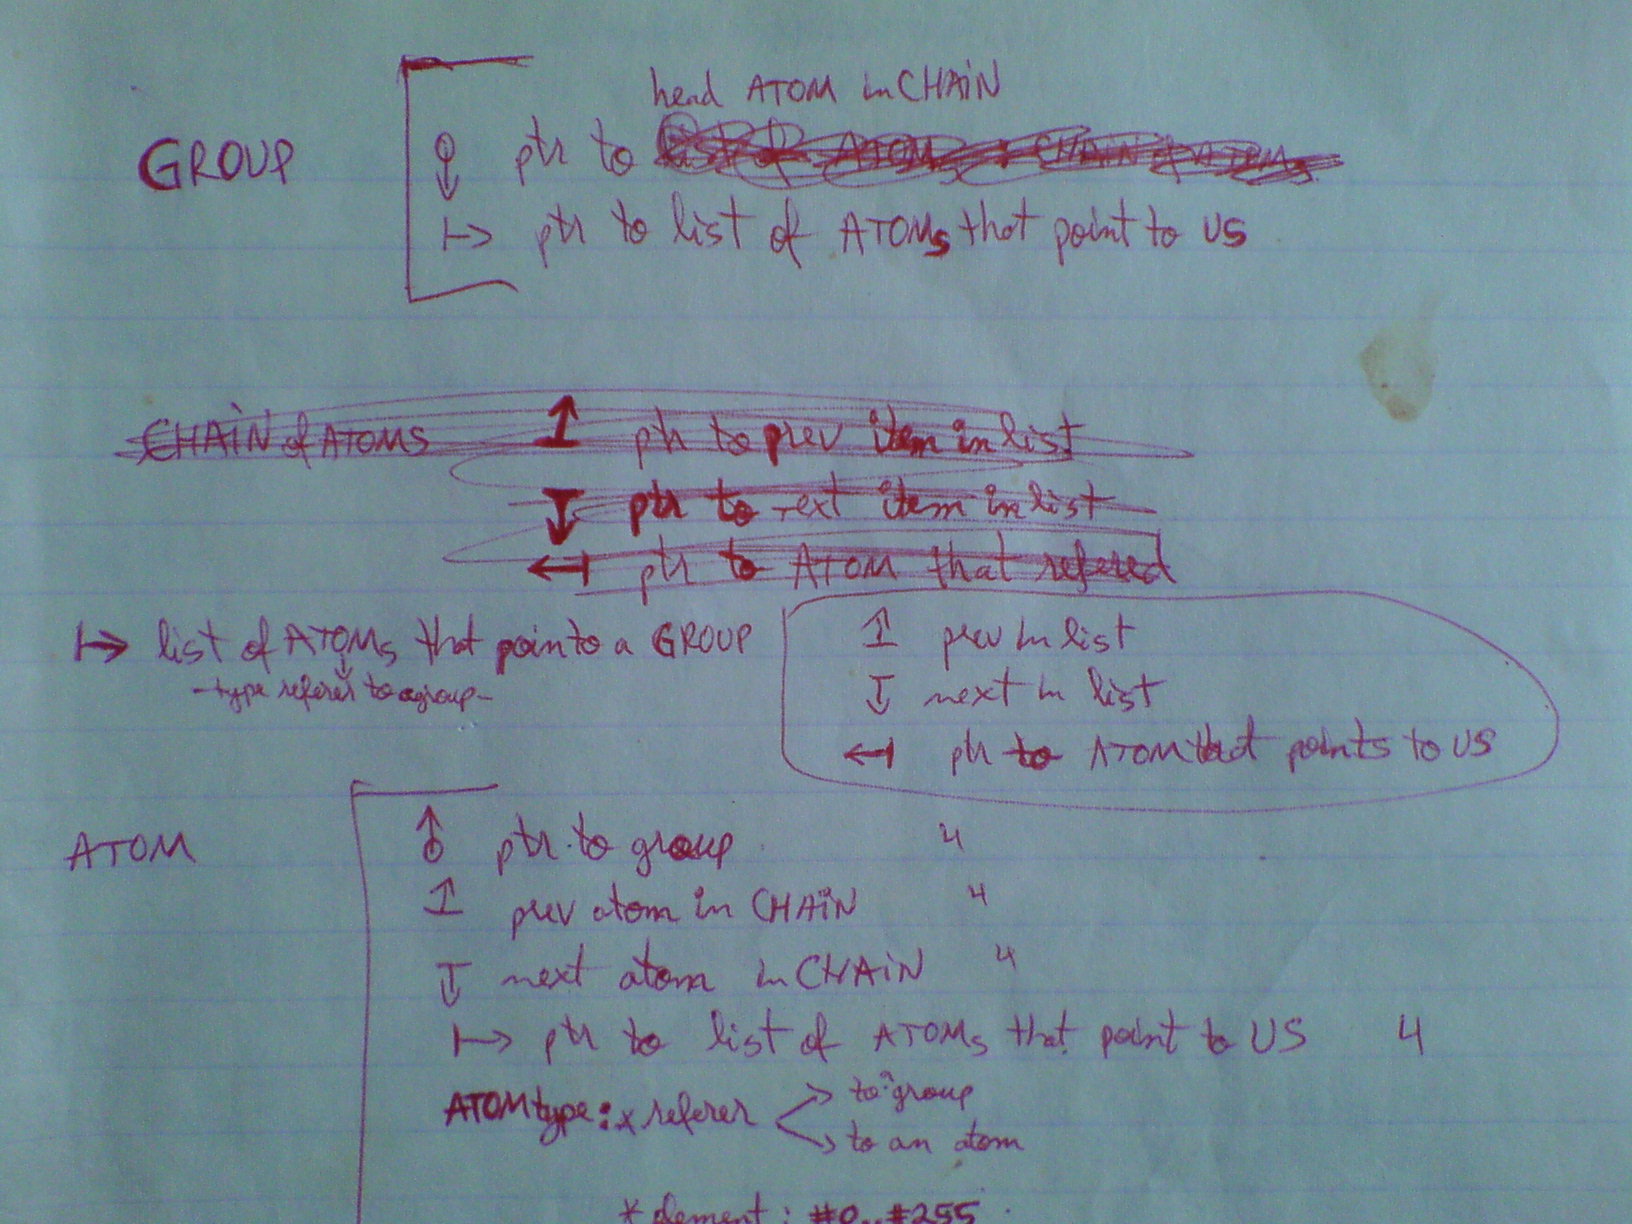 head ATOM in CHAIN
GROUP ptr to
↦ ptr to list of ATOMs that point to US
CHAIN of ATOMS ↥ ptr to prev item in list
↧ ptr to next item in list
↤ ptr to ATOM that refered
↦ list of ATOMs that point to a GROUP
-type referer to a group-
↥ prev in list
↧ next in list
↤ ptr to ATOM that points to US
ATOM ptr to group 4
↥ prev atom in CHAIN 4
↧ next atom in CHAIN 4
↦ ptr to list of ATOMs that point to US 4
ATOM type: * referer
to group
to an atom
* element: #0..#255